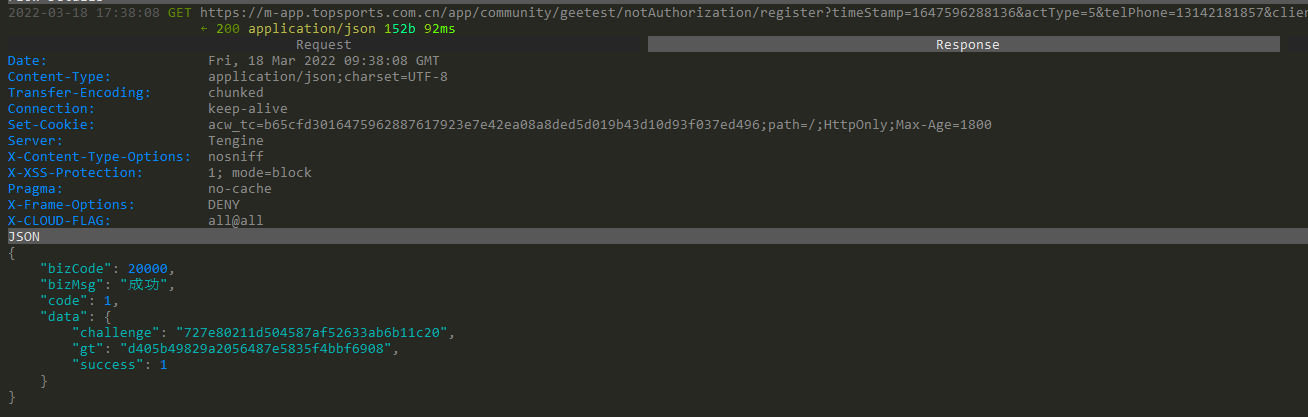 2022-03-18 17:38:08 GET https://m-app.topsports.com.cn/app/community/geetest/notAuthorization/register?timeStamp=1647596288136&actType=5&telPhone=13142181857&clien
← 200 application/json 152b 92ms
Request Response
Date: Fri, 18 Mar 2022 09:38:08 GMT
Content-Type: application/json;charset=UTF-8
Transfer-Encoding: chunked
Connection: keep-alive
Set-Cookie: acw_tc=b65cfd3016475962887617923e7e42ea08a8ded5d019b43d10d93f037ed496;path=/;HttpOnly;Max-Age=1800
Server: Tengine
X-Content-Type-Options: nosniff
X-XSS-Protection: 1; mode=block
Pragma: no-cache
X-Frame-Options: DENY
X-CLOUD-FLAG: all@all
JSON
{
    "bizCode": 20000,
    "bizMsg": "成功",
    "code": 1,
    "data": {
        "challenge": "727e80211d504587af52633ab6b11c20",
        "gt": "d405b49829a2056487e5835f4bbf6908",
        "success": 1
    }
}